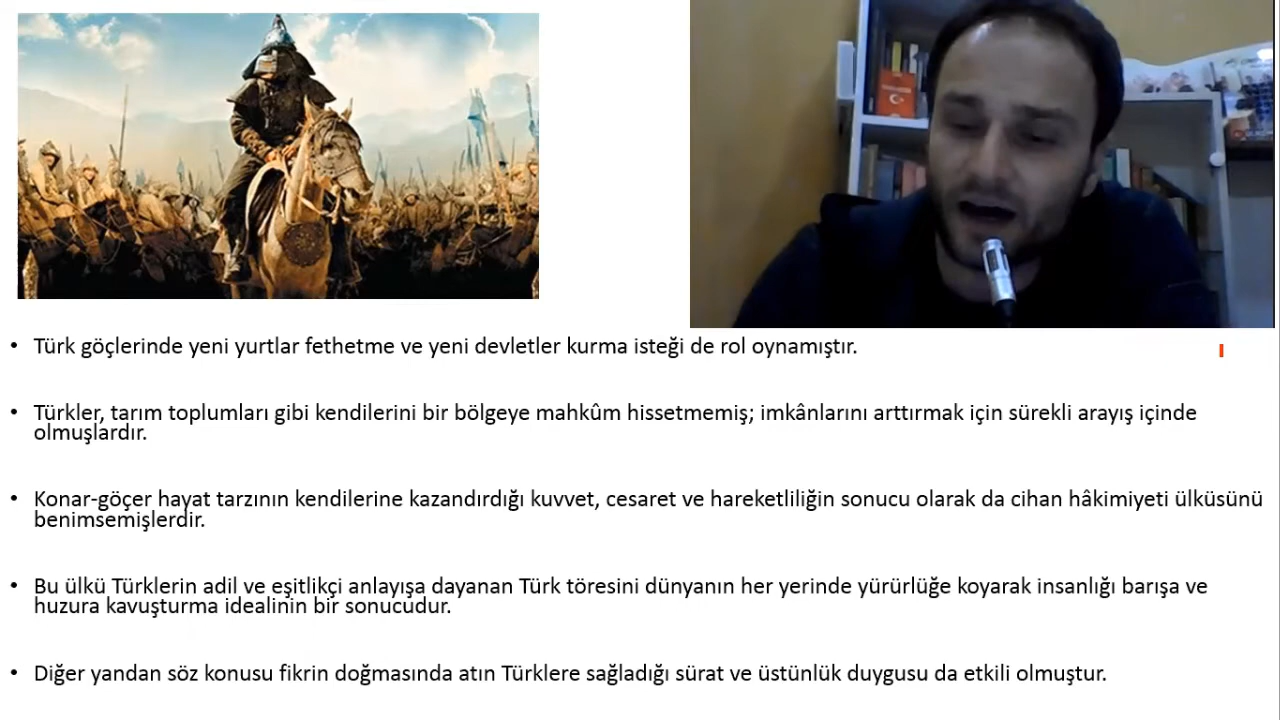 • Türk göçlerinde yeni yurtlar fethetme ve yeni devletler kurma isteği de rol oynamıştır.
• Türkler, tarım toplumları gibi kendilerini bir bölgeye mahkûm hissetmemiş; imkânlarını arttırmak için sürekli arayış içinde
olmuşlardır.
• Konar-göçer hayat tarzının kendilerine kazandırdığı kuvvet, cesaret ve hareketliliğin sonucu olarak da cihan hâkimiyeti ülküsünü
benimsemişlerdir.
• Bu ülkü Türklerin adil ve eşitlikçi anlayışa dayanan Türk töresini dünyanın her yerinde yürürlüğe koyarak insanlığı barışa ve
huzura kavuşturma idealinin bir sonucudur.
• Diğer yandan söz konusu fikrin doğmasında atın Türklere sağladığı sürat ve üstünlük duygusu da etkili olmuştur.